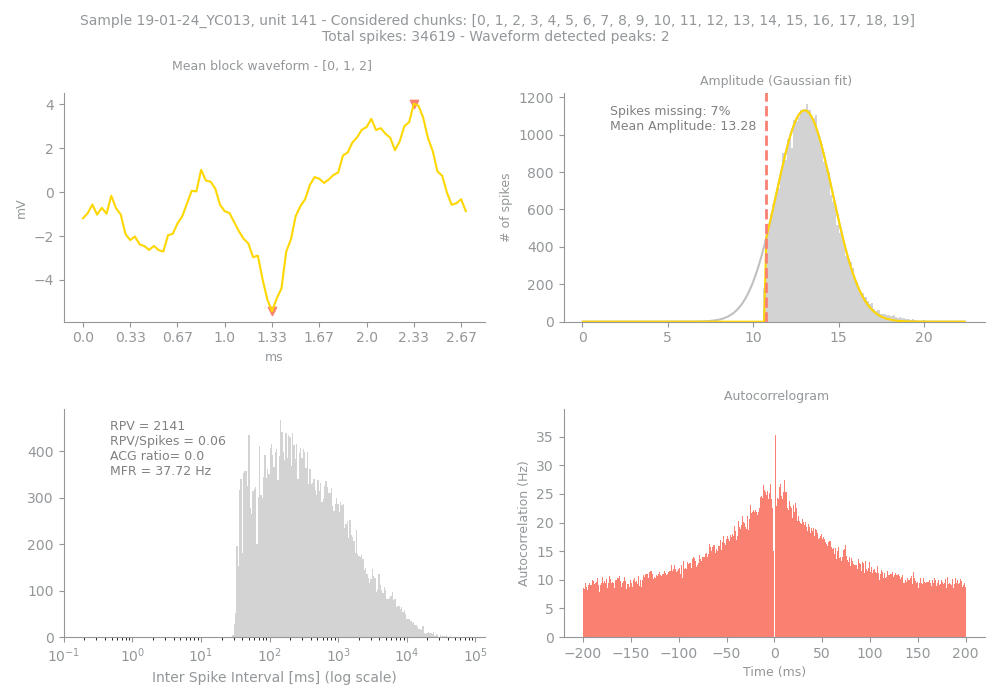 Sample 19-01-24_YC013, unit 141 - Considered chunks: [0, 1, 2, 3, 4, 5, 6, 7, 8, 9, 10, 11, 12, 13, 14, 15, 16, 17, 18, 19]
Total spikes: 34619 - Waveform detected peaks: 2
Mean block waveform - [0, 1, 2]
4
2
0
−2
−4
mV
0.0 0.33 0.67 1.0 1.33 1.67 2.0 2.33 2.67
ms
Amplitude (Gaussian fit)
Spikes missing: 7%
Mean Amplitude: 13.28
1200
1000
800
600
400
200
0
# of spikes
0 5 10 15 20
RPV = 2141
RPV/Spikes = 0.06
ACG ratio= 0.0
MFR = 37.72 Hz
400
300
200
100
0
10⁻¹ 10⁰ 10¹ 10² 10³ 10⁴ 10⁵
Inter Spike Interval [ms] (log scale)
Autocorrelogram
35
30
25
20
15
10
5
0
Autocorrelation (Hz)
−200 −150 −100 −50 0 50 100 150 200
Time (ms)